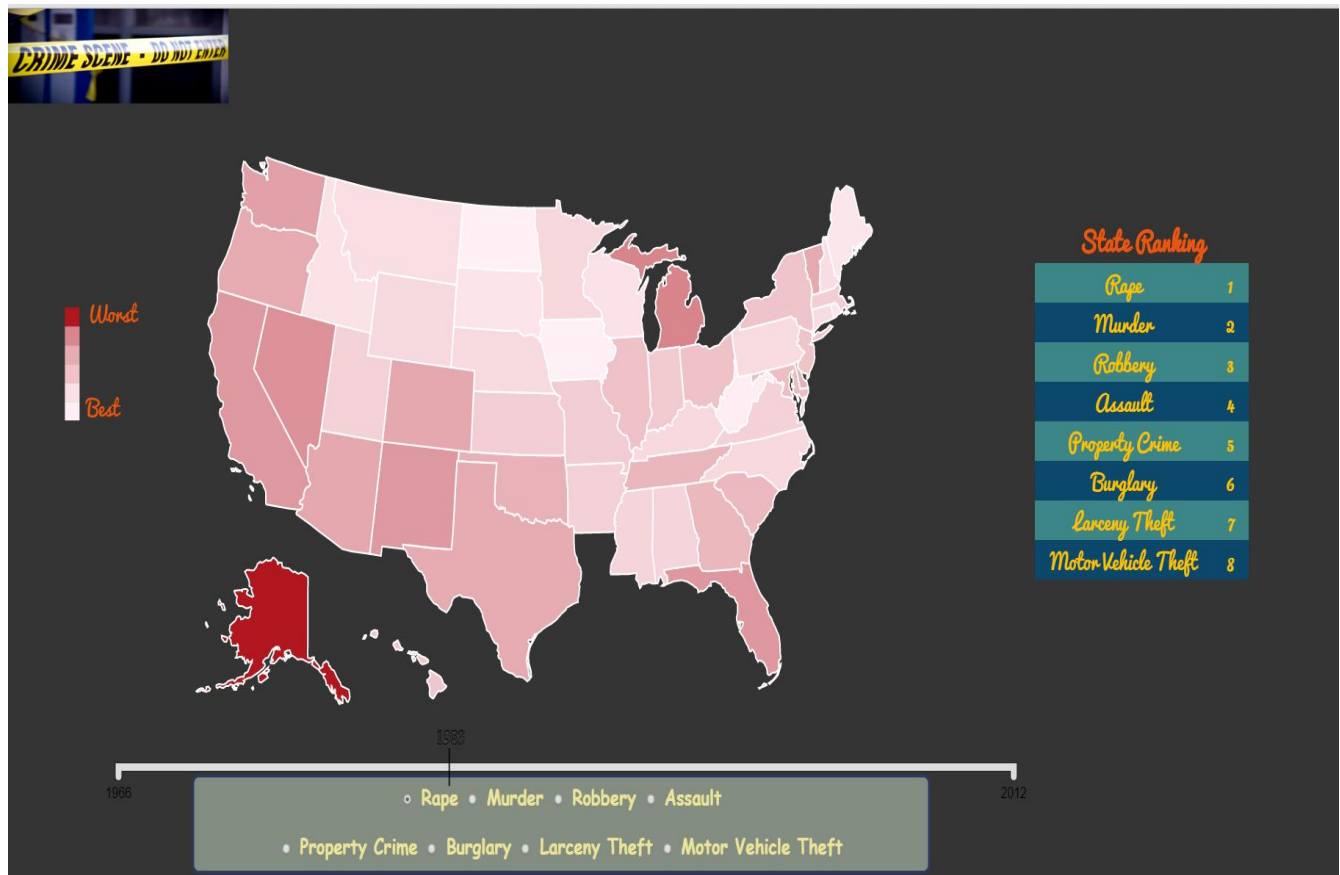 CRIME SCENE - DO NOT ENTER
State Ranking
Rape 1
Murder 2
Robbery 3
Assault 4
Property Crime 5
Burglary 6
Larceny Theft 7
Motor Vehicle Theft 8
Worst
Best
1983
1966
2012
Rape Murder Robbery Assault
Property Crime Burglary Larceny Theft Motor Vehicle Theft